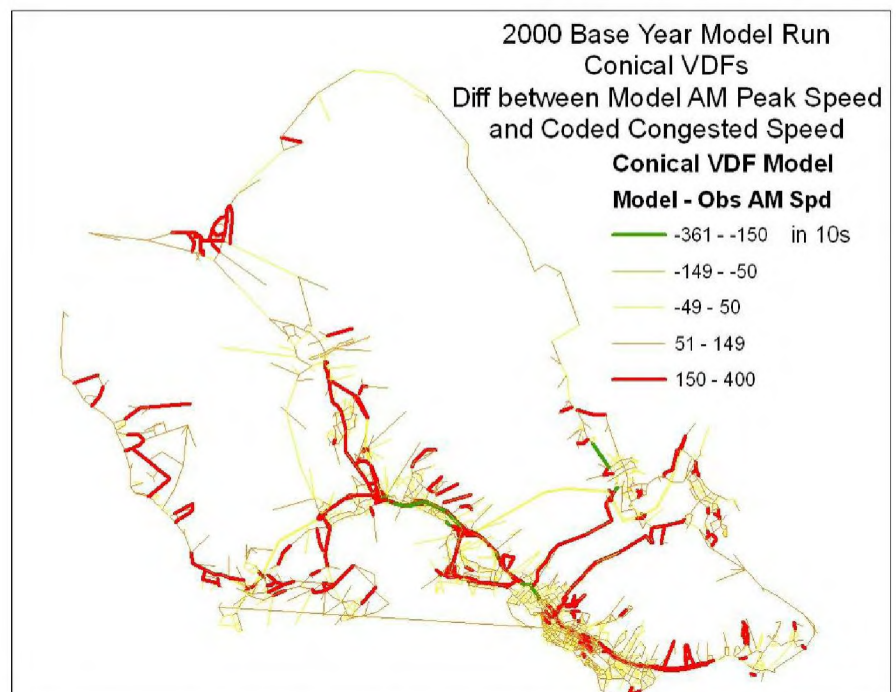 2000 Base Year Model Run
Conical VDFs
Diff between Model AM Peak Speed
and Coded Congested Speed
Conical VDF Model
Model - Obs AM Spd
-361 - -150 in 10s
-149 - -50
-49 - 50
51 - 149
150 - 400